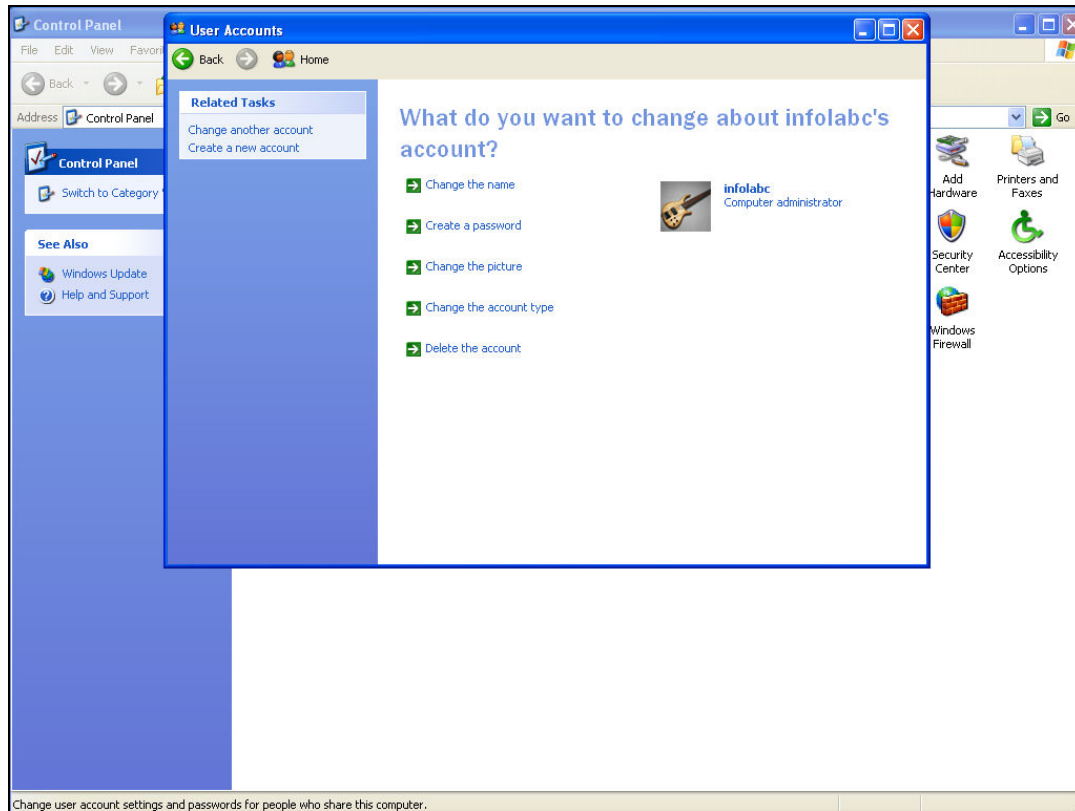 Control Panel
File Edit View Favori
Back
Address Control Panel
Go
Control Panel
Switch to Category
See Also
Windows Update
Help and Support
User Accounts
Back Home
Related Tasks
Change another account
Create a new account
What do you want to change about infolabc's
account?
Change the name
Create a password
Change the picture
Change the account type
Delete the account
infolabc
Computer administrator
Add
Hardware
Printers and
Faxes
Security
Center
Accessibility
Options
Windows
Firewall
Change user account settings and passwords for people who share this computer.